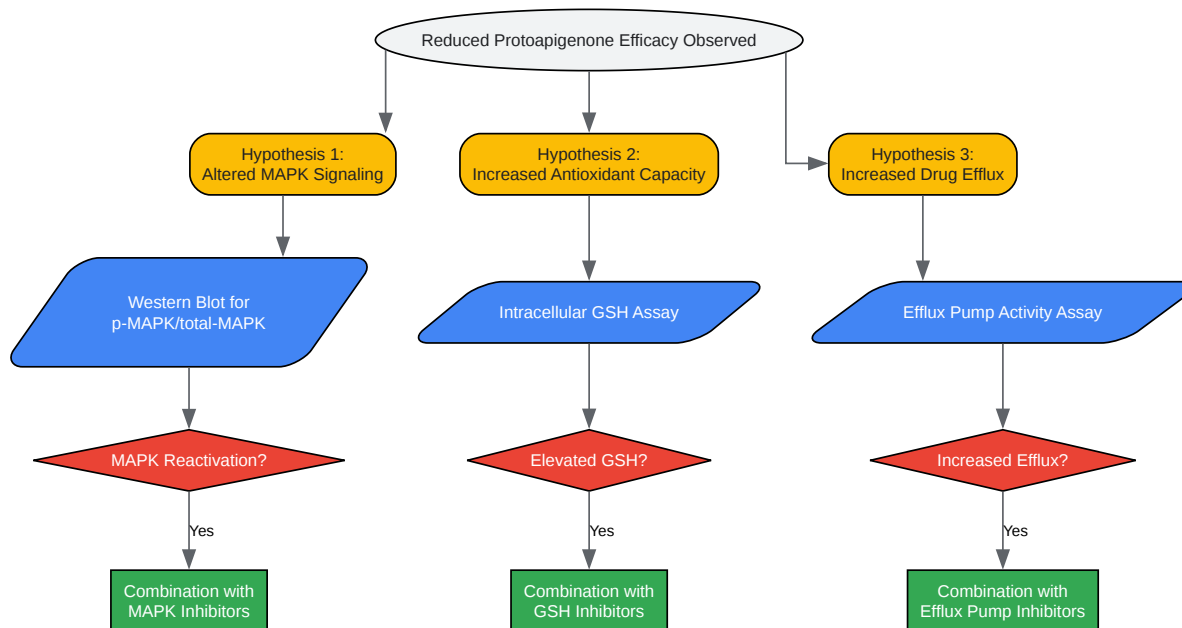 Reduced Protoapigenone Efficacy Observed
Hypothesis 1:
Altered MAPK Signaling
Hypothesis 2:
Increased Antioxidant Capacity
Hypothesis 3:
Increased Drug Efflux
Western Blot for
p-MAPK/total-MAPK
Intracellular GSH Assay
Efflux Pump Activity Assay
MAPK Reactivation?
Elevated GSH?
Increased Efflux?
Yes
Yes
Yes
Combination with
MAPK Inhibitors
Combination with
GSH Inhibitors
Combination with
Efflux Pump Inhibitors